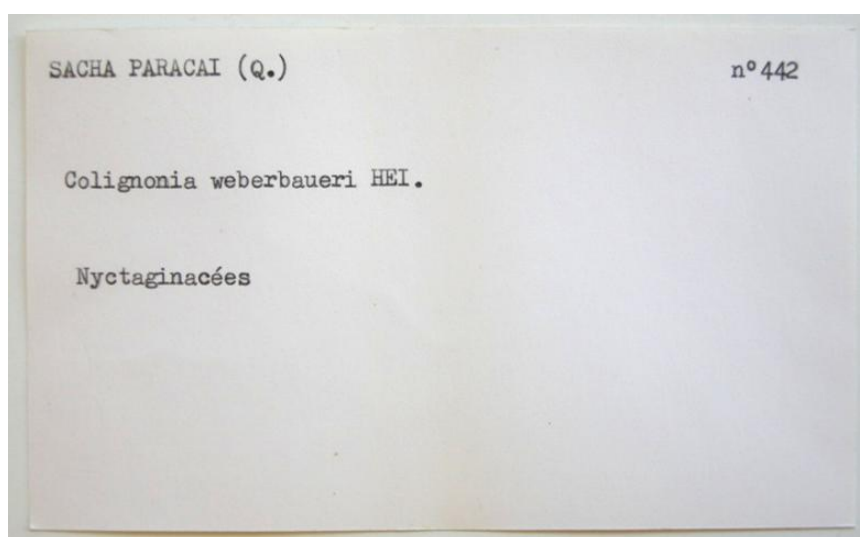 SACHA PARACAI (Q.) nº442
Colignonia weberbaueri HEI.
Nyctaginacées